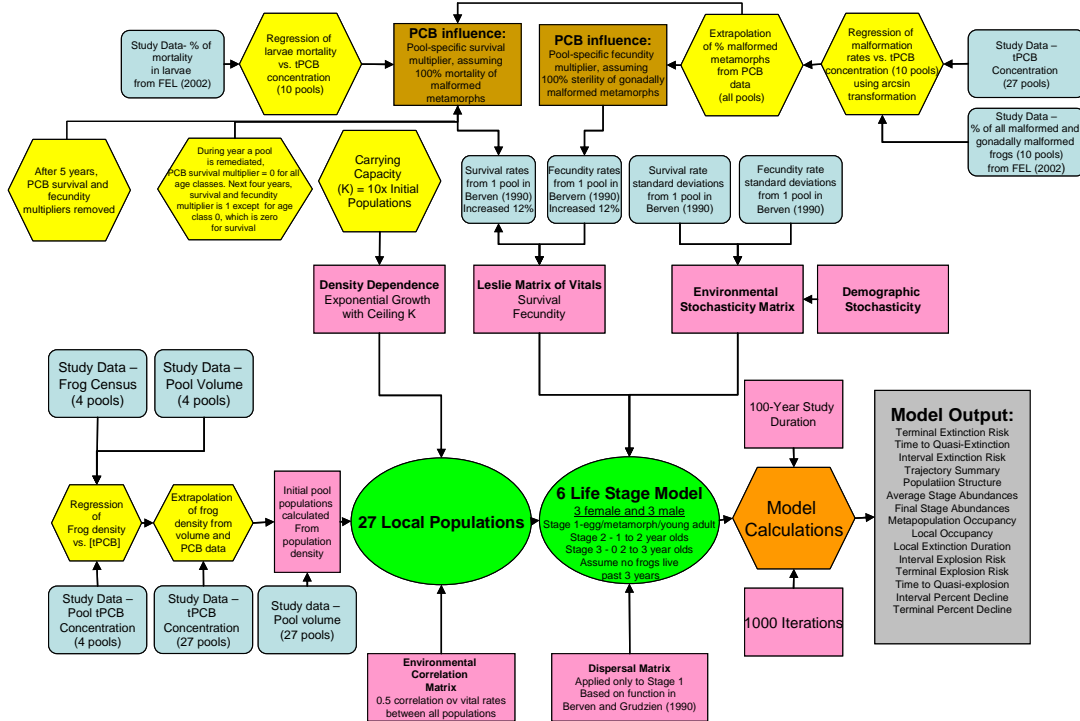 Study Data- % of
mortality
in larvae
from FEL (2002)
Regression of
larvae mortality
vs. tPCB
concentration
(10 pools)
PCB influence:
Pool-specific survival
multiplier, assuming
100% mortality of
malformed
metamorphs
PCB influence:
Pool-specific fecundity
multiplier, assuming
100% sterility of gonadally
malformed metamorphs
Extrapolation
of % malformed
metamorphs
from PCB
data
(all pools)
Regression of
malformation
rates vs. tPCB
concentration (10 pools)
using arcsin
transformation
Study Data –
tPCB
Concentration
(27 pools)
Study Data –
% of all malformed and
gonadally malformed
frogs (10 pools)
from FEL (2002)
After 5 years,
PCB survival and
fecundity
multipliers removed
During year a pool
is remediated,
PCB survival multiplier = 0 for all
age classes. Next four years,
survival and fecundity
multiplier is 1 except for age
class 0, which is zero
for survival
Carrying
Capacity
(K) = 10x Initial
Populations
Survival rates
from 1 pool in
Berven (1990)
Increased 12%
Fecundity rates
from 1 pool in
Bervern (1990)
Increased 12%
Survival rate
standard deviations
from 1 pool in Berven
(1990)
Fecundity rate
standard deviations
from 1 pool in
Berven (1990)
Density Dependence
Exponential Growth
with Ceiling K
Leslie Matrix of Vitals
Survival
Fecundity
Environmental
Stochasticity Matrix
Demographic
Stochasticity
Study Data –
Frog Census
(4 pools)
Study Data –
Pool Volume
(4 pools)
Regression
of
Frog density
vs. [tPCB]
Extrapolation
of frog
density from
volume and
PCB data
Initial pool
populations
calculated
From
population
density
27 Local Populations
6 Life Stage Model
3 female and 3 male
Stage 1-egg/metamorph/young adult
Stage 2 - 1 to 2 year olds
Stage 3 - 0 2 to 3 year olds
Assume no frogs live
past 3 years
100-Year Study
Duration
Model
Calculations
1000 Iterations
Model Output:
Terminal Extinction Risk
Time to Quasi-Extinction
Interval Extinction Risk
Trajectory Summary
Populatiion Structure
Average Stage Abundances
Final Stage Abundances
Metapopulation Occupancy
Local Occupancy
Local Extinction Duration
Interval Explosion Risk
Terminal Explosion Risk
Time to Quasi-explosion
Interval Percent Decline
Terminal Percent Decline
Study Data –
Pool tPCB
Concentration
(4 pools)
Study Data –
tPCB
Concentration
(27 pools)
Study data –
Pool volume
(27 pools)
Environmental
Correlation
Matrix
0.5 correlation ov vital rates
between all populations
Dispersal Matrix
Applied only to Stage 1
Based on function in
Berven and Grudzien (1990)